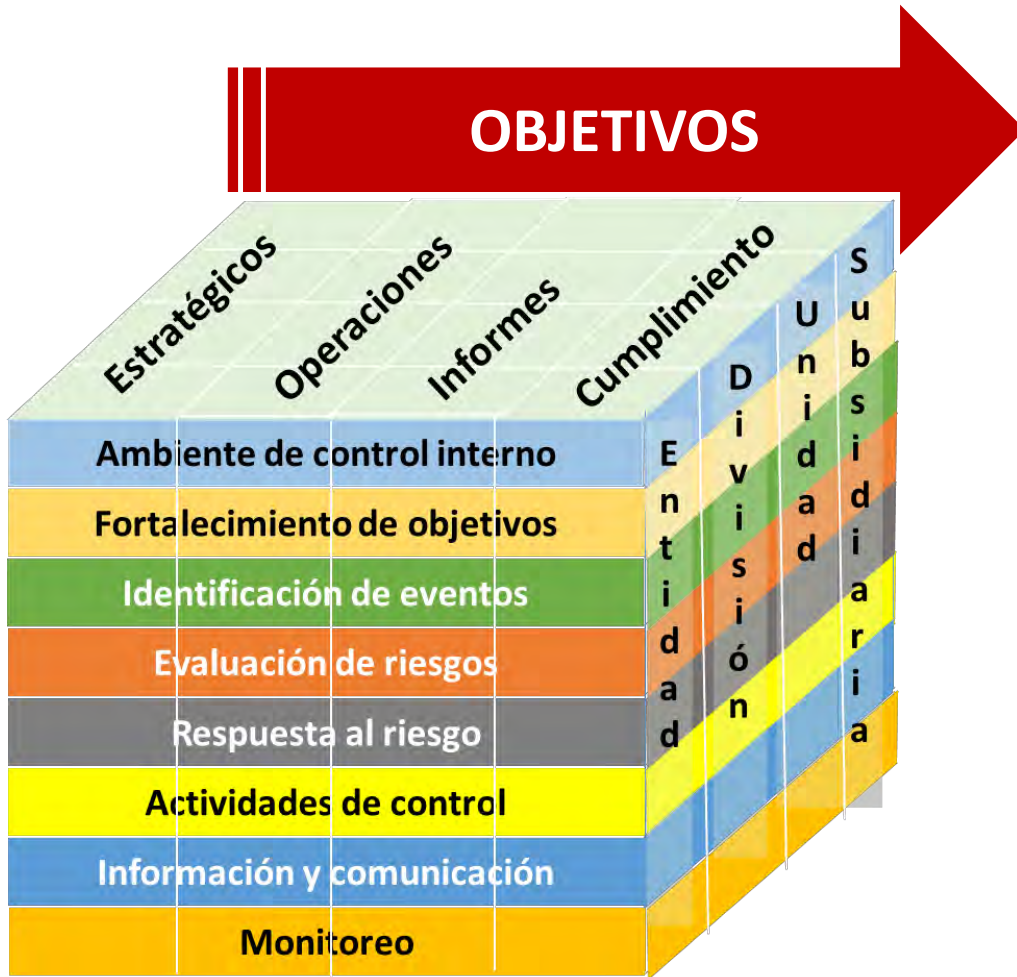 OBJETIVOS
Estratégicos
Operaciones
Informes
Cumplimiento
Ambiente de control interno
Fortalecimiento de objetivos
Identificación de eventos
Evaluación de riesgos
Respuesta al riesgo
Actividades de control
Información y comunicación
Monitoreo
Entidad
División
Unidad
Subsidiaria